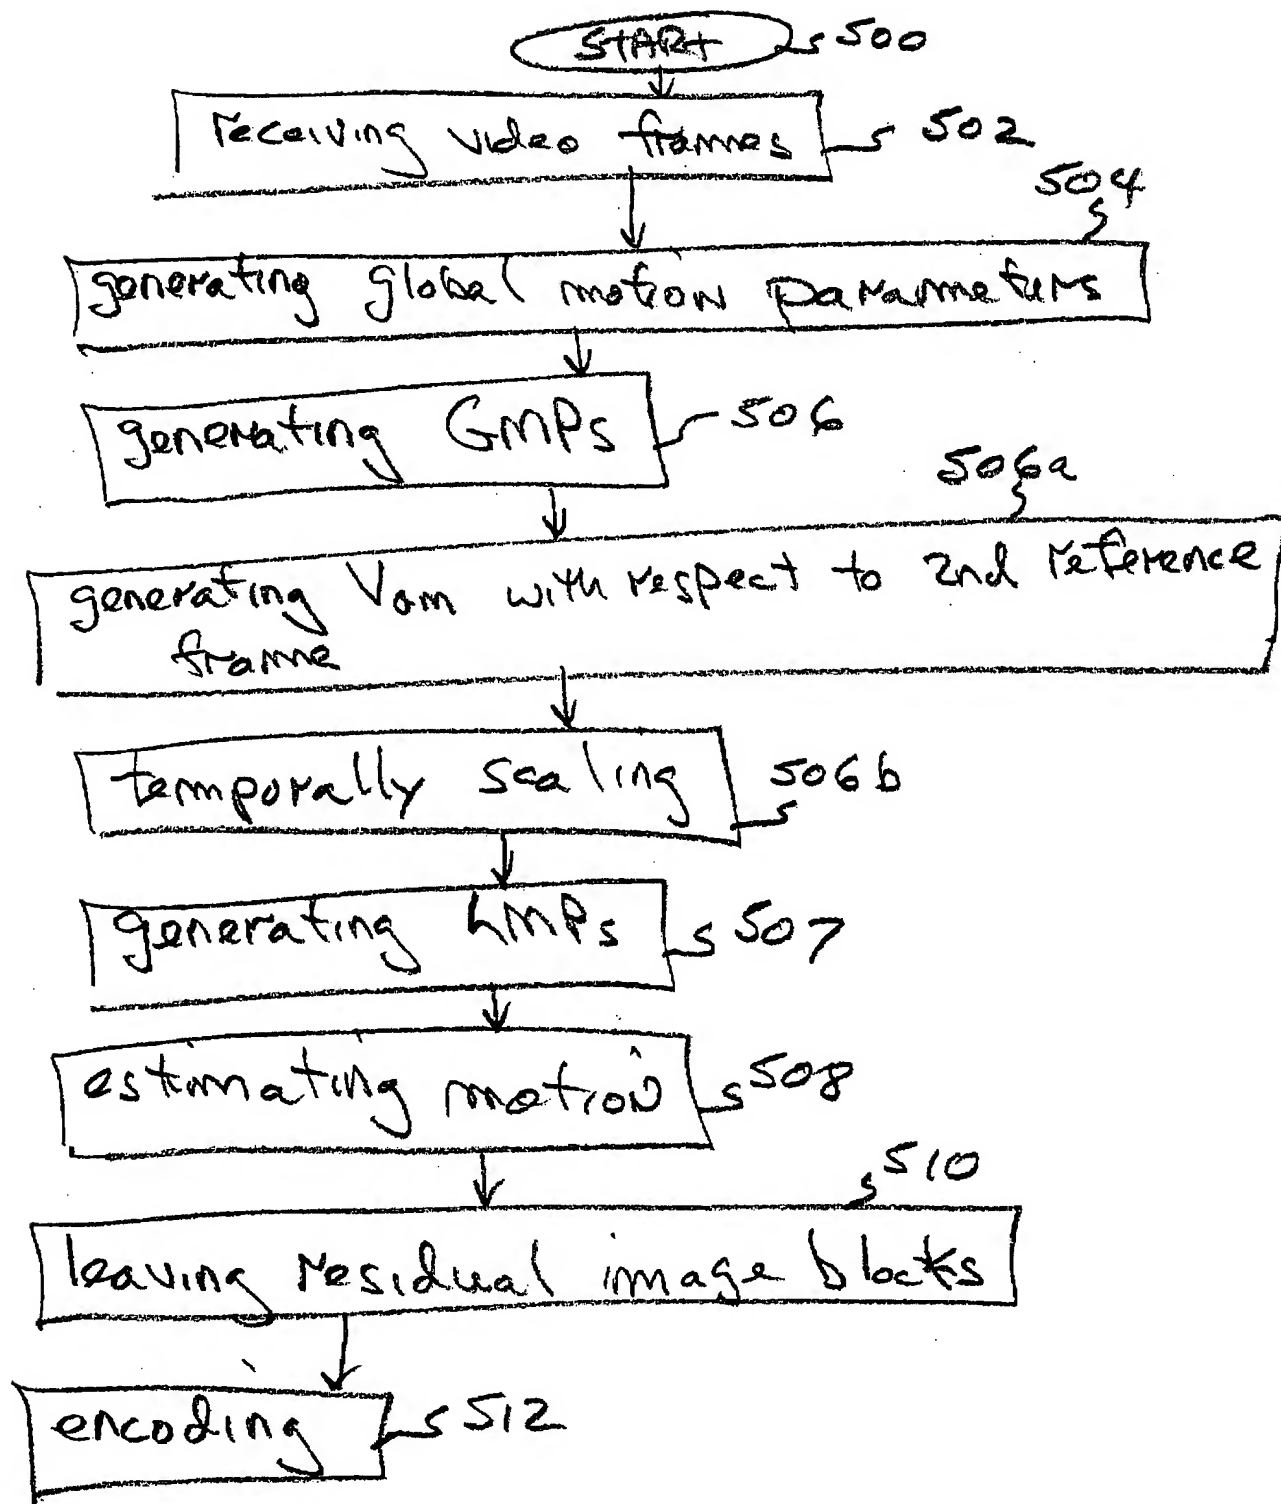 START 500
receiving video frames 502
504
generating global motion parameters
generating GMPs 506
506a
generating Vom with respect to 2nd reference
frame
temporally scaling 506b
generating LMPs 507
estimating motion 508
510
leaving residual image blocks
encoding 512